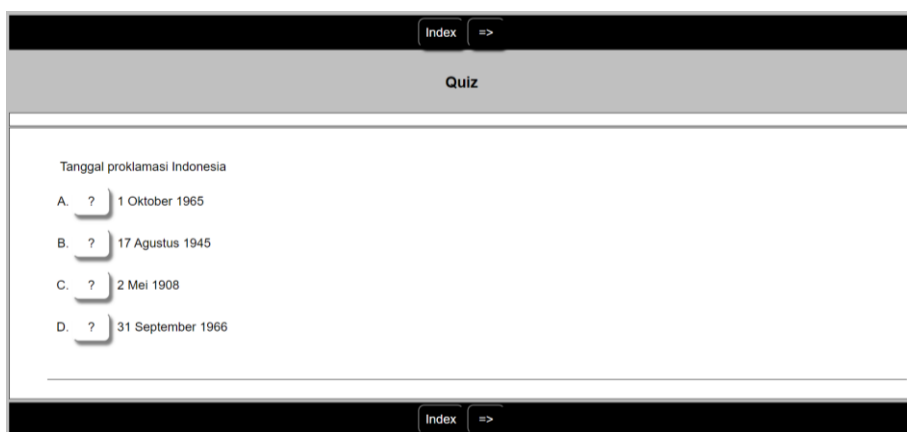 Index =>
Quiz
Tanggal proklamasi Indonesia
A. ? 1 Oktober 1965
B. ? 17 Agustus 1945
C. ? 2 Mei 1908
D. ? 31 September 1966
Index =>